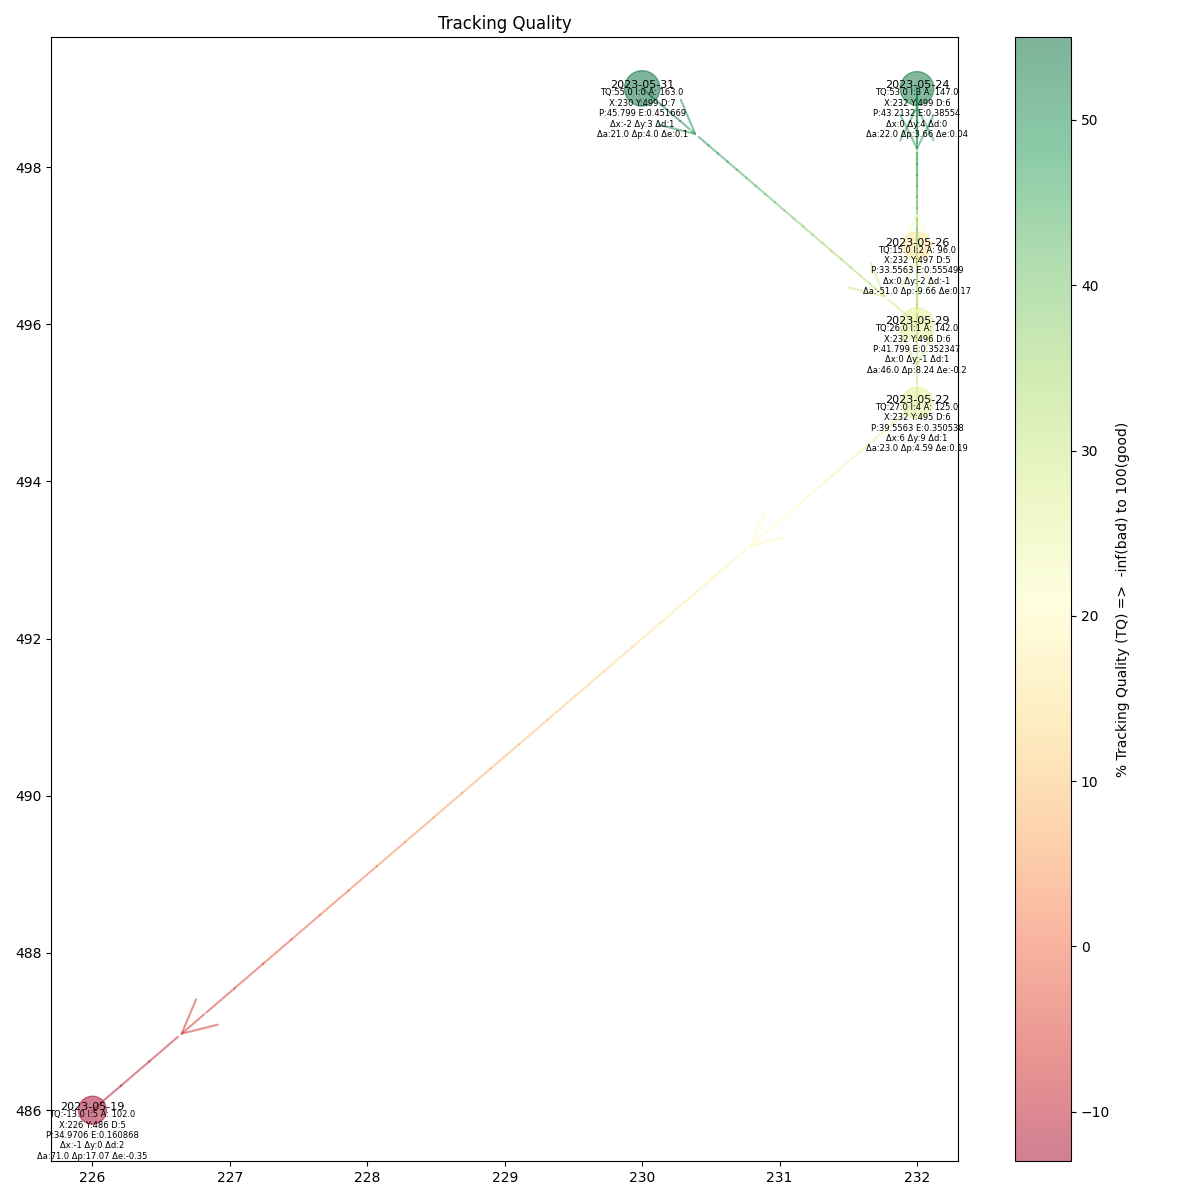 Tracking Quality
2023-05-31
TQ:55.0 I:0 A: 163.0
X:230 Y:499 D:7
P:45.799 E:0.451669
Δx:-2 Δy:3 Δd:1
Δa:21.0 Δp:4.0 Δe:0.1
2023-05-24
TQ:53.0 I:3 A: 147.0
X:232 Y:499 D:6
P:43.2132 E:0.38554
Δx:0 Δy:4 Δd:0
Δa:22.0 Δp:3.66 Δe:0.04
2023-05-26
TQ:15.0 I:2 A: 96.0
X:232 Y:497 D:5
P:33.5563 E:0.555499
Δx:0 Δy:-2 Δd:-1
Δa:-51.0 Δp:-9.66 Δe:0.17
2023-05-29
TQ:26.0 I:1 A: 142.0
X:232 Y:496 D:6
P:41.799 E:0.352347
Δx:0 Δy:-1 Δd:1
Δa:46.0 Δp:8.24 Δe:-0.2
2023-05-22
TQ:27.0 I:4 A: 125.0
X:232 Y:495 D:6
P:39.5563 E:0.350538
Δx:6 Δy:9 Δd:1
Δa:23.0 Δp:4.59 Δe:0.19
2023-05-19
TQ:-13.0 I:5 A: 102.0
X:226 Y:486 D:5
P:34.9706 E:0.160868
Δx:-1 Δy:0 Δd:2
Δa:71.0 Δp:17.07 Δe:-0.35
498
496
494
492
490
488
486
226
227
228
229
230
231
232
50
40
30
20
10
0
−10
% Tracking Quality (TQ) => -inf(bad) to 100(good)